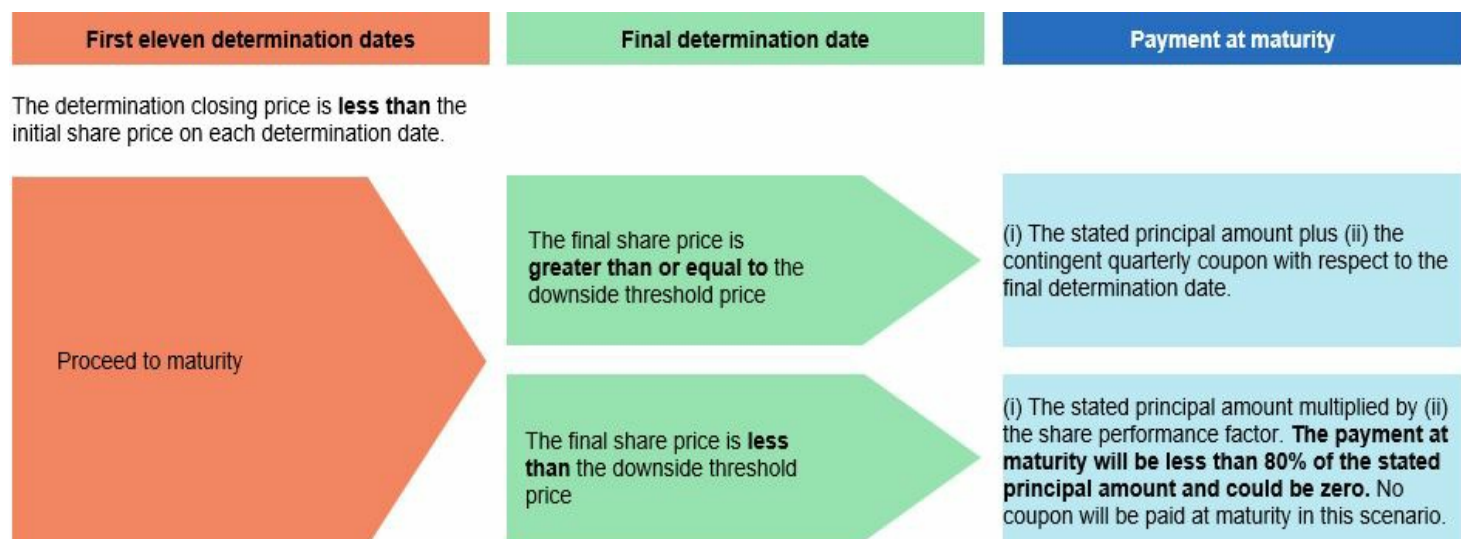 First eleven determination dates
Final determination date
Payment at maturity
The determination closing price is less than the
initial share price on each determination date.
Proceed to maturity
The final share price is
greater than or equal to the
downside threshold price
(i) The stated principal amount plus (ii) the
contingent quarterly coupon with respect to the
final determination date.
The final share price is less
than the downside threshold
price
(i) The stated principal amount multiplied by (ii)
the share performance factor. The payment at
maturity will be less than 80% of the stated
principal amount and could be zero. No
coupon will be paid at maturity in this scenario.